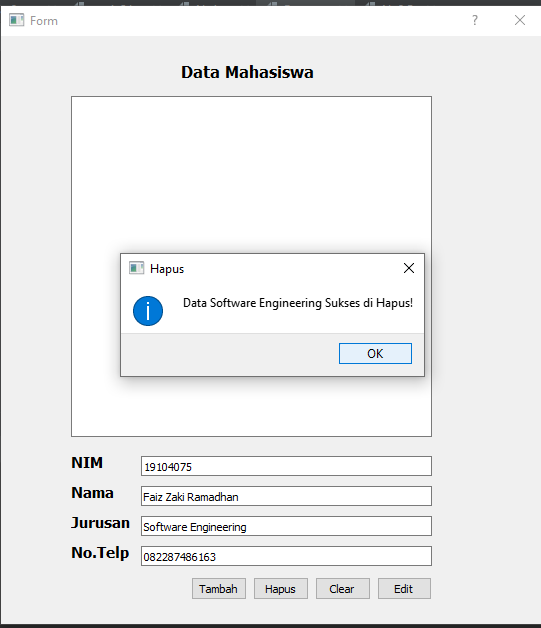 Form
Data Mahasiswa
Hapus
Data Software Engineering Sukses di Hapus!
OK
NIM 19104075
Nama Faiz Zaki Ramadhan
Jurusan Software Engineering
No.Telp 082287486163
Tambah Hapus Clear Edit